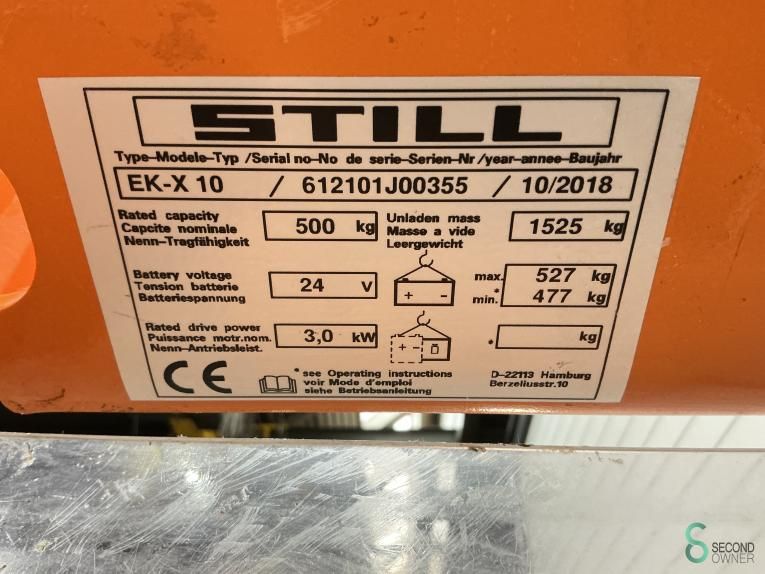 STILL
Type-Modele-Typ /Serial no-No de serie-Serien-Nr /year-annee-Baujahr
EK-X 10 / 612101J00355 / 10/2018
Rated capacity
Capcite nominale
Nenn-Tragfähigkeit
500 kg
Unladen mass
Masse a vide
Leergewicht
1525 kg
Battery voltage
Tension batterie
Batteriespannung
24 V
+ -
max. 527 kg
* min. 477 kg
Rated drive power
Puissance motr.nom.
Nenn-Antriebsleist.
3,0 kW
+ -
* kg
CE
* see Operating instructions
voir Mode d'emploi
siehe Betriebsanleitung
D-22113 Hamburg
Berzeliusstr.10
SECOND
OWNER